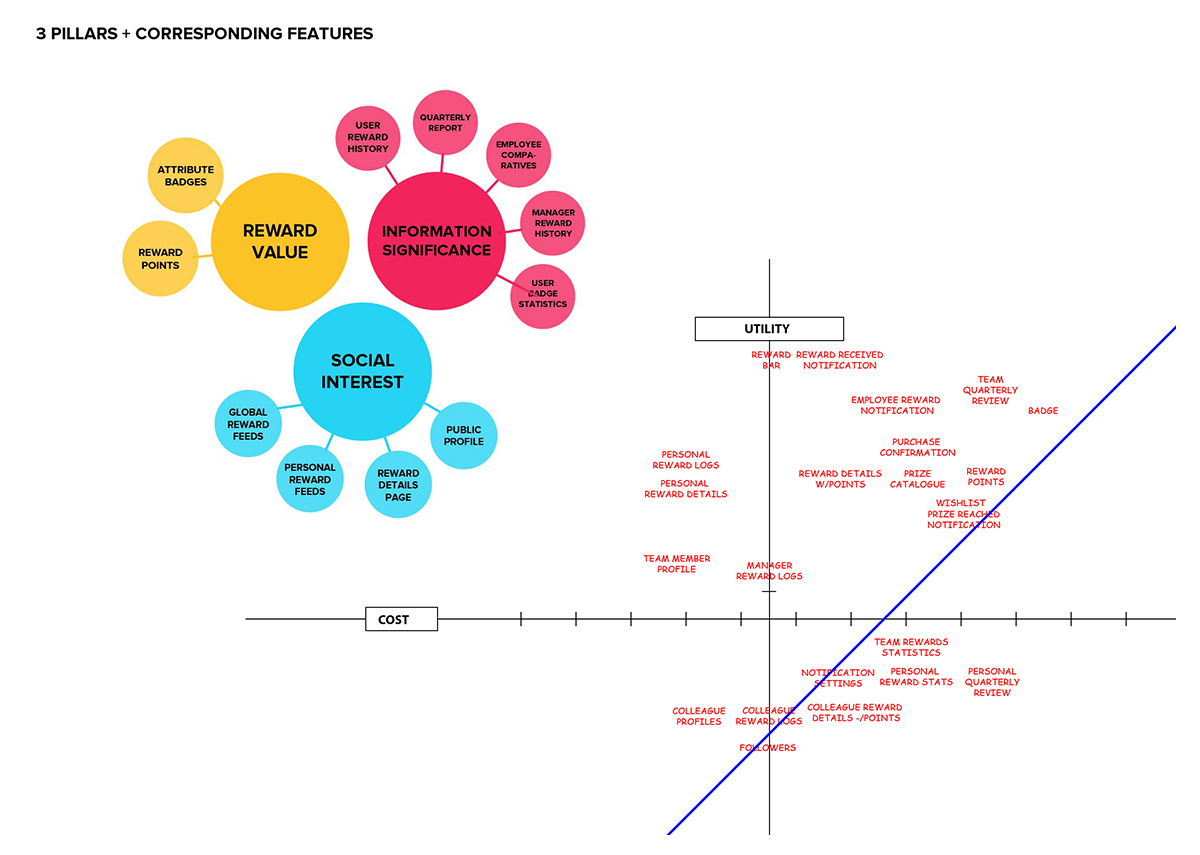 3 PILLARS + CORRESPONDING FEATURES
ATTRIBUTE
BADGES
REWARD
POINTS
REWARD
VALUE
USER
REWARD
HISTORY
QUARTERLY
REPORT
EMPLOYEE
COMPA-
RATIVES
MANAGER
REWARD
HISTORY
USER
BADGE
STATISTICS
INFORMATION
SIGNIFICANCE
SOCIAL
INTEREST
GLOBAL
REWARD
FEEDS
PERSONAL
REWARD
FEEDS
REWARD
DETAILS
PAGE
PUBLIC
PROFILE
UTILITY
REWARD
BAR
REWARD RECEIVED
NOTIFICATION
TEAM
QUARTERLY
REVIEW
EMPLOYEE REWARD
NOTIFICATION
BADGE
PURCHASE
CONFIRMATION
PERSONAL
REWARD LOGS
REWARD DETAILS
W/POINTS
PRIZE
CATALOGUE
REWARD
POINTS
PERSONAL
REWARD DETAILS
WISHLIST
PRIZE REACHED
NOTIFICATION
TEAM MEMBER
PROFILE
MANAGER
REWARD LOGS
COST
TEAM REWARDS
STATISTICS
NOTIFICATION
SETTINGS
PERSONAL
REWARD STATS
PERSONAL
QUARTERLY
REVIEW
COLLEAGUE
PROFILES
COLLEAGUE
REWARD LOGS
COLLEAGUE REWARD
DETAILS -/POINTS
FOLLOWERS